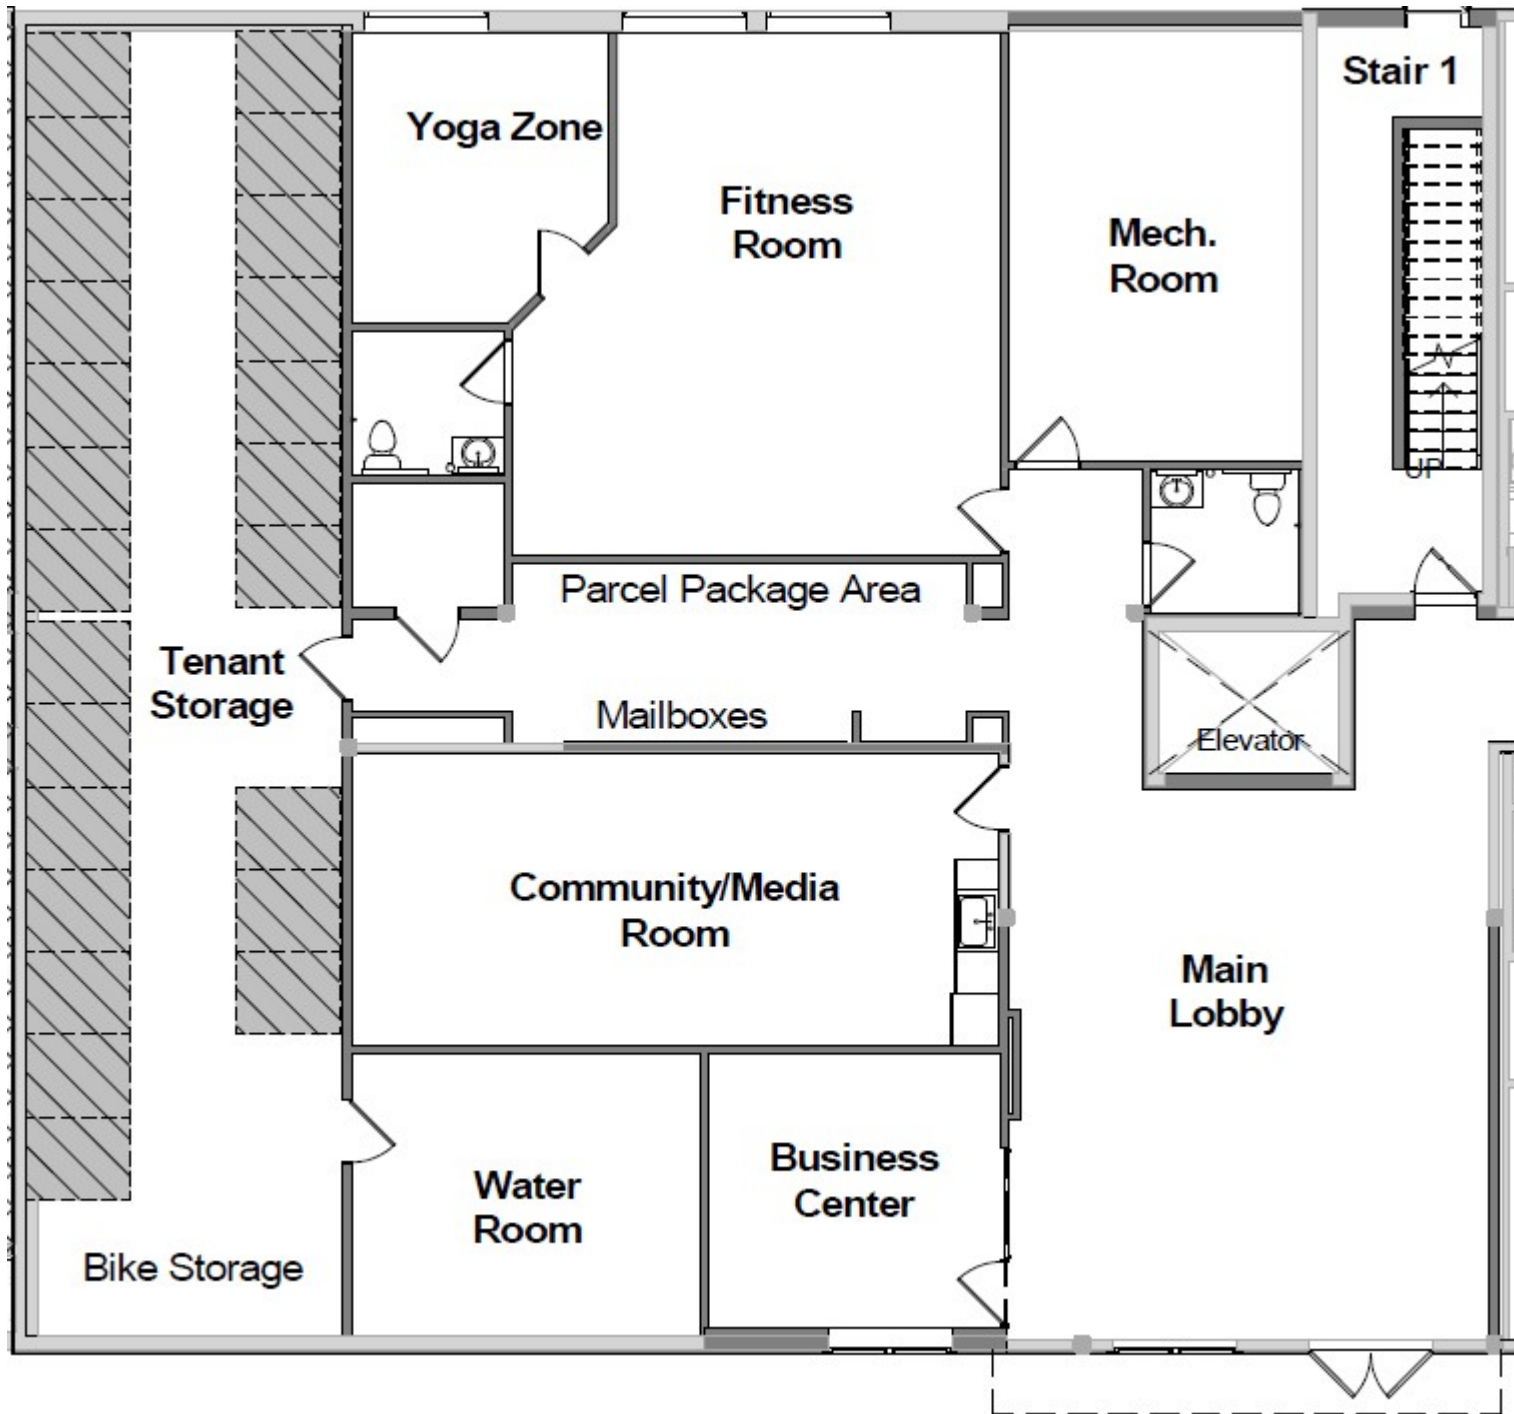 Stair 1
Yoga Zone
Fitness
Room
Mech.
Room
UP
Parcel Package Area
Tenant
Storage
Mailboxes
Elevator
Community/Media
Room
Main
Lobby
Business
Center
Water
Room
Bike Storage